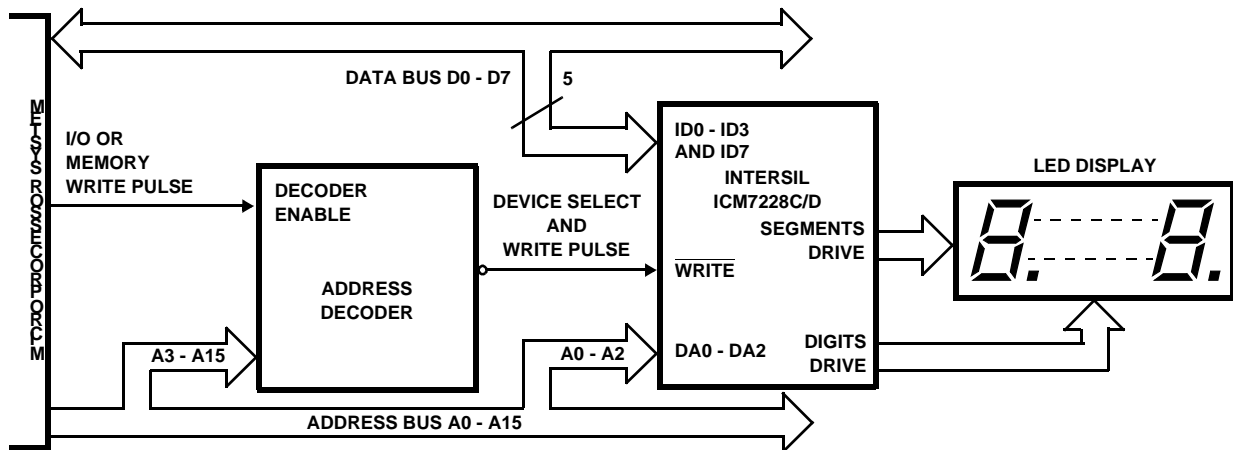 MICROPROCESSOR SYSTEM
DATA BUS D0 - D7
5
I/O OR
MEMORY
WRITE PULSE
DECODER
ENABLE
ADDRESS
DECODER
DEVICE SELECT
AND
WRITE PULSE
ID0 - ID3
AND ID7
INTERSIL
ICM7228C/D
SEGMENTS
DRIVE
WRITE
DA0 - DA2
DIGITS
DRIVE
LED DISPLAY
8. 8.
A3 - A15
A0 - A2
ADDRESS BUS A0 - A15